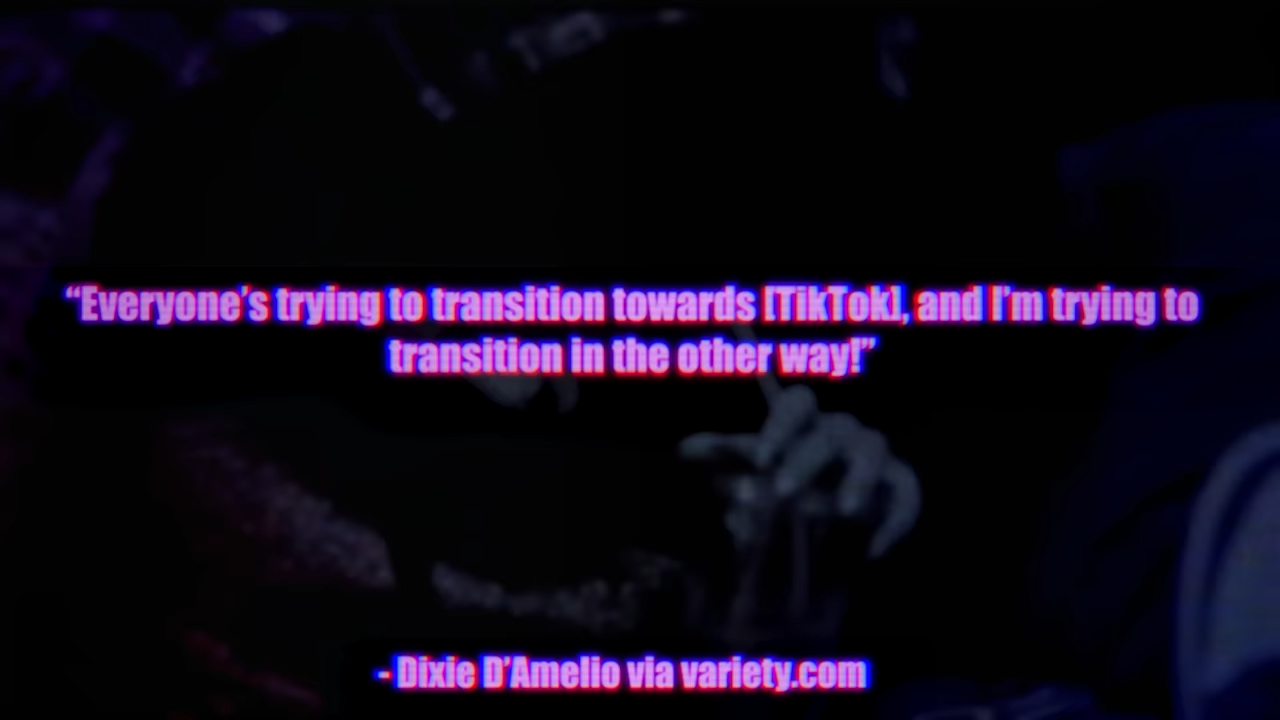 “Everyone’s trying to transition towards [TikTok], and I’m trying to
transition in the other way!”
- Dixie D’Amelio via variety.com